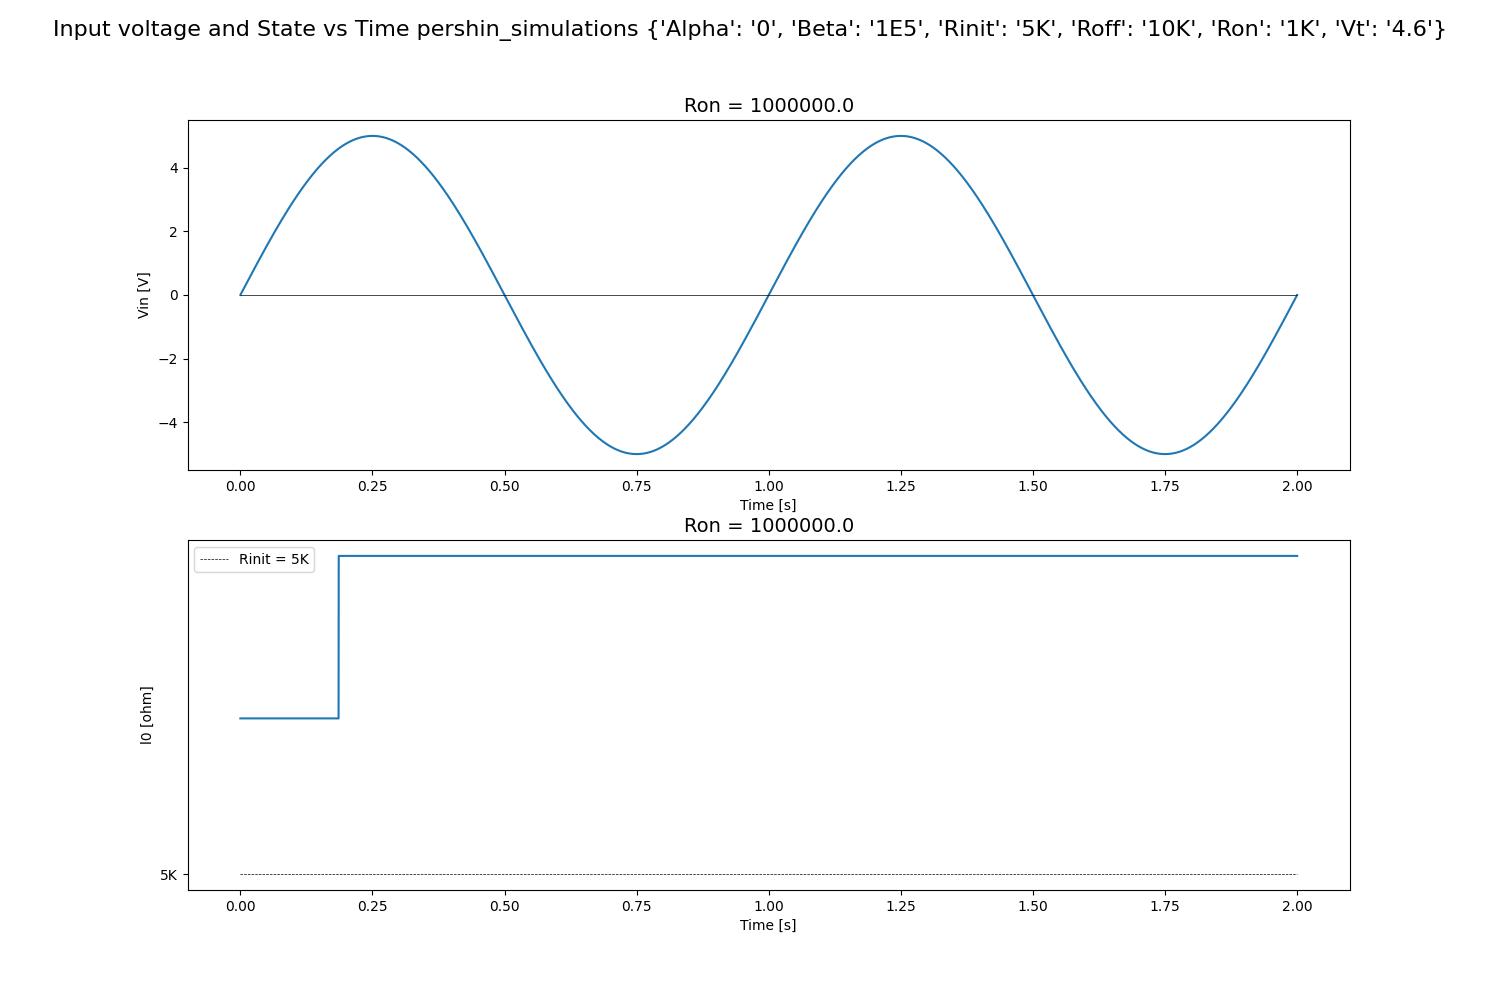 Input voltage and State vs Time pershin_simulations {'Alpha': '0', 'Beta': '1E5', 'Rinit': '5K', 'Roff': '10K', 'Ron': '1K', 'Vt': '4.6'}
Ron = 1000000.0
4
2
0
−2
−4
Vin [V]
0.00 0.25 0.50 0.75 1.00 1.25 1.50 1.75 2.00
Time [s]
Ron = 1000000.0
Rinit = 5K
l0 [ohm]
5K
0.00 0.25 0.50 0.75 1.00 1.25 1.50 1.75 2.00
Time [s]